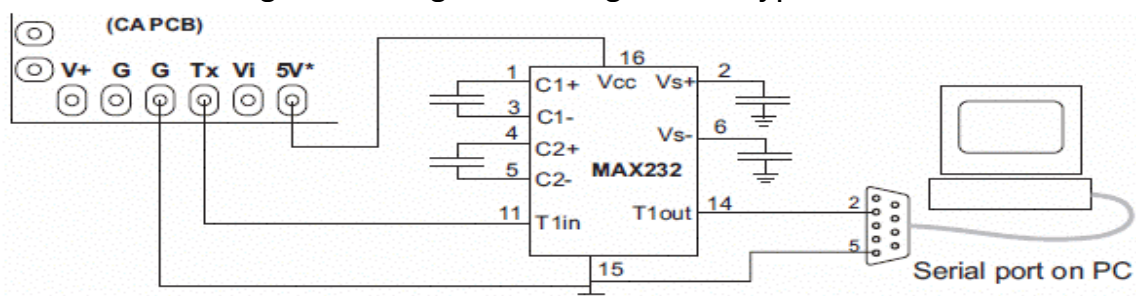 (CA PCB)
V+ G G Tx Vi 5V*
16
1 C1+ Vcc Vs+ 2
3 C1-
4 C2+
Vs- 6
5 C2- MAX232
11 T1in
T1out 14
2
5
15
Serial port on PC